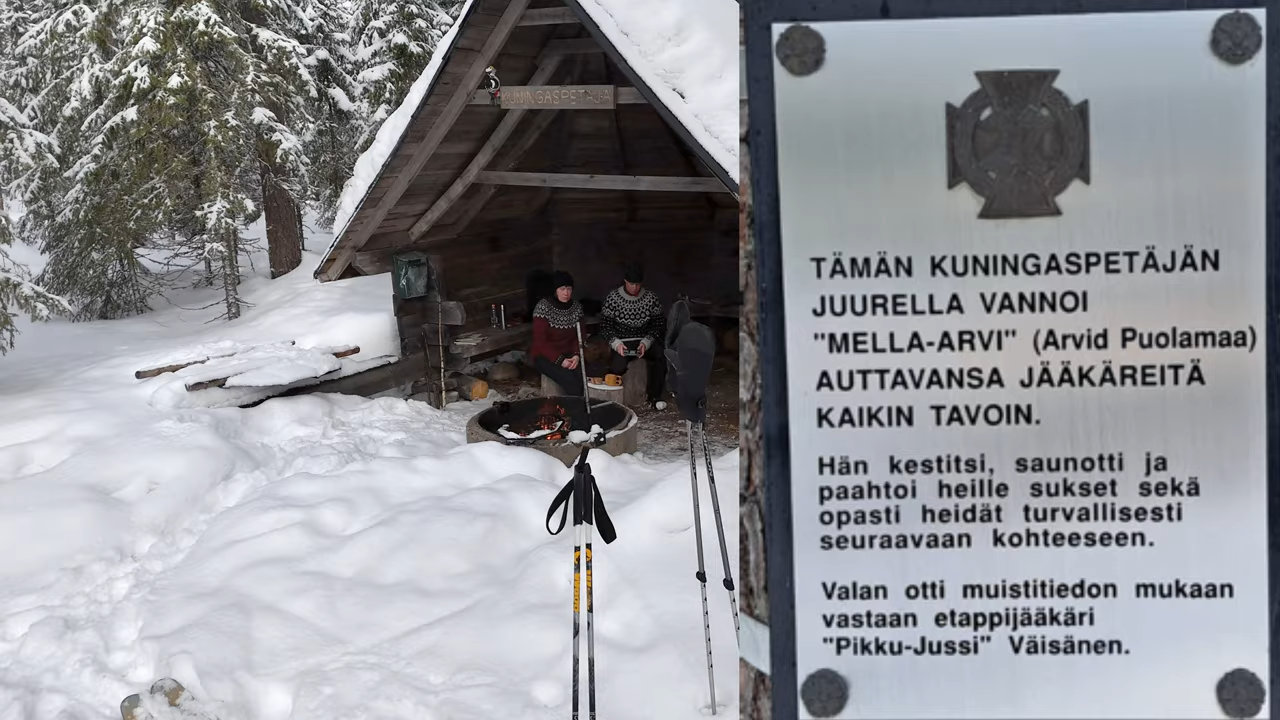 KUNINGASPETÄJÄ
TÄMÄN KUNINGASPETÄJÄN
JUURELLA VANNOI
"MELLA-ARVI" (Arvid Puolamaa)
AUTTAVANSA JÄÄKÄREITÄ
KAIKIN TAVOIN.
Hän kestitsi, saunotti ja
paahtoi heille sukset sekä
opasti heidät turvallisesti
seuraavaan kohteeseen.
Valan otti muistitiedon mukaan
vastaan etappijääkäri
"Pikku-Jussi" Väisänen.